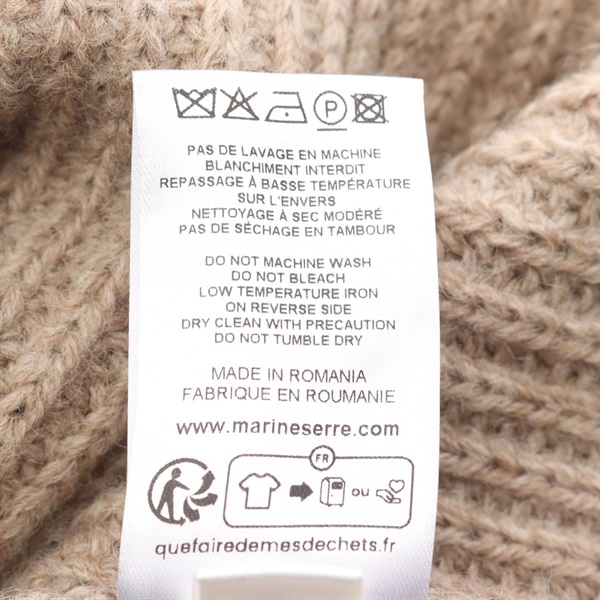 P
PAS DE LAVAGE EN MACHINE
BLANCHIMENT INTERDIT
REPASSAGE À BASSE TEMPÉRATURE
SUR L'ENVERS
NETTOYAGE À SEC MODÉRÉ
PAS DE SÉCHAGE EN TAMBOUR
DO NOT MACHINE WASH
DO NOT BLEACH
LOW TEMPERATURE IRON
ON REVERSE SIDE
DRY CLEAN WITH PRECAUTION
DO NOT TUMBLE DRY
MADE IN ROMANIA
FABRIQUE EN ROUMANIE
www.marineserre.com
FR
OU
quefairedemesdechets.fr